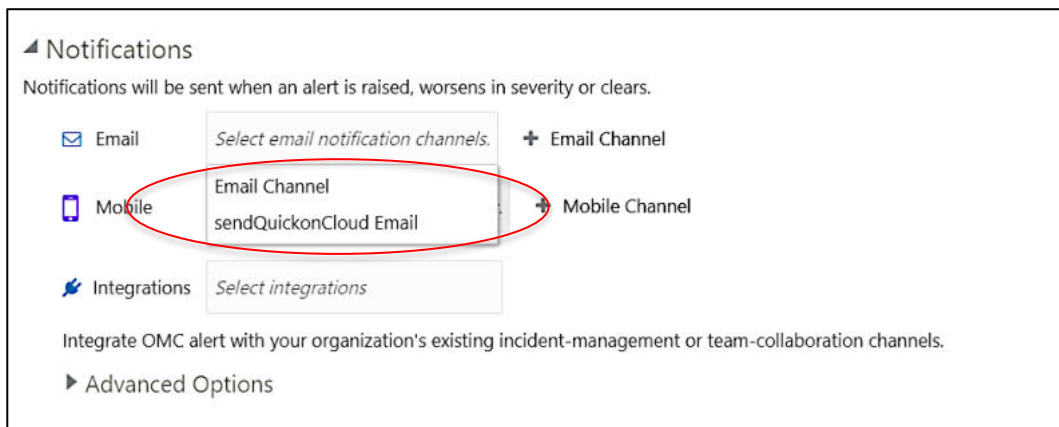 Notifications
Notifications will be sent when an alert is raised, worsens in severity or clears.
Email Select email notification channels. Email Channel
Email Channel
Mobile Mobile Channel
sendQuickonCloud Email
Integrations Select integrations
Integrate OMC alert with your organization's existing incident-management or team-collaboration channels.
Advanced Options